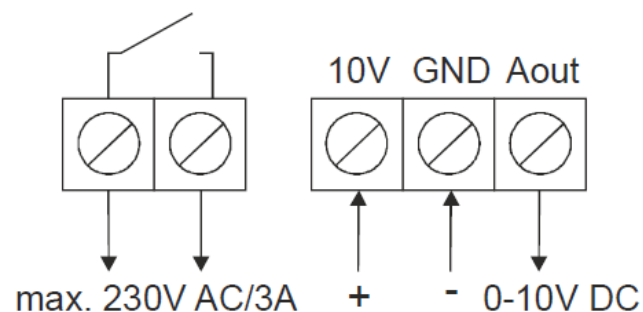 10V GND Aout
max. 230V AC/3A + - 0-10V DC